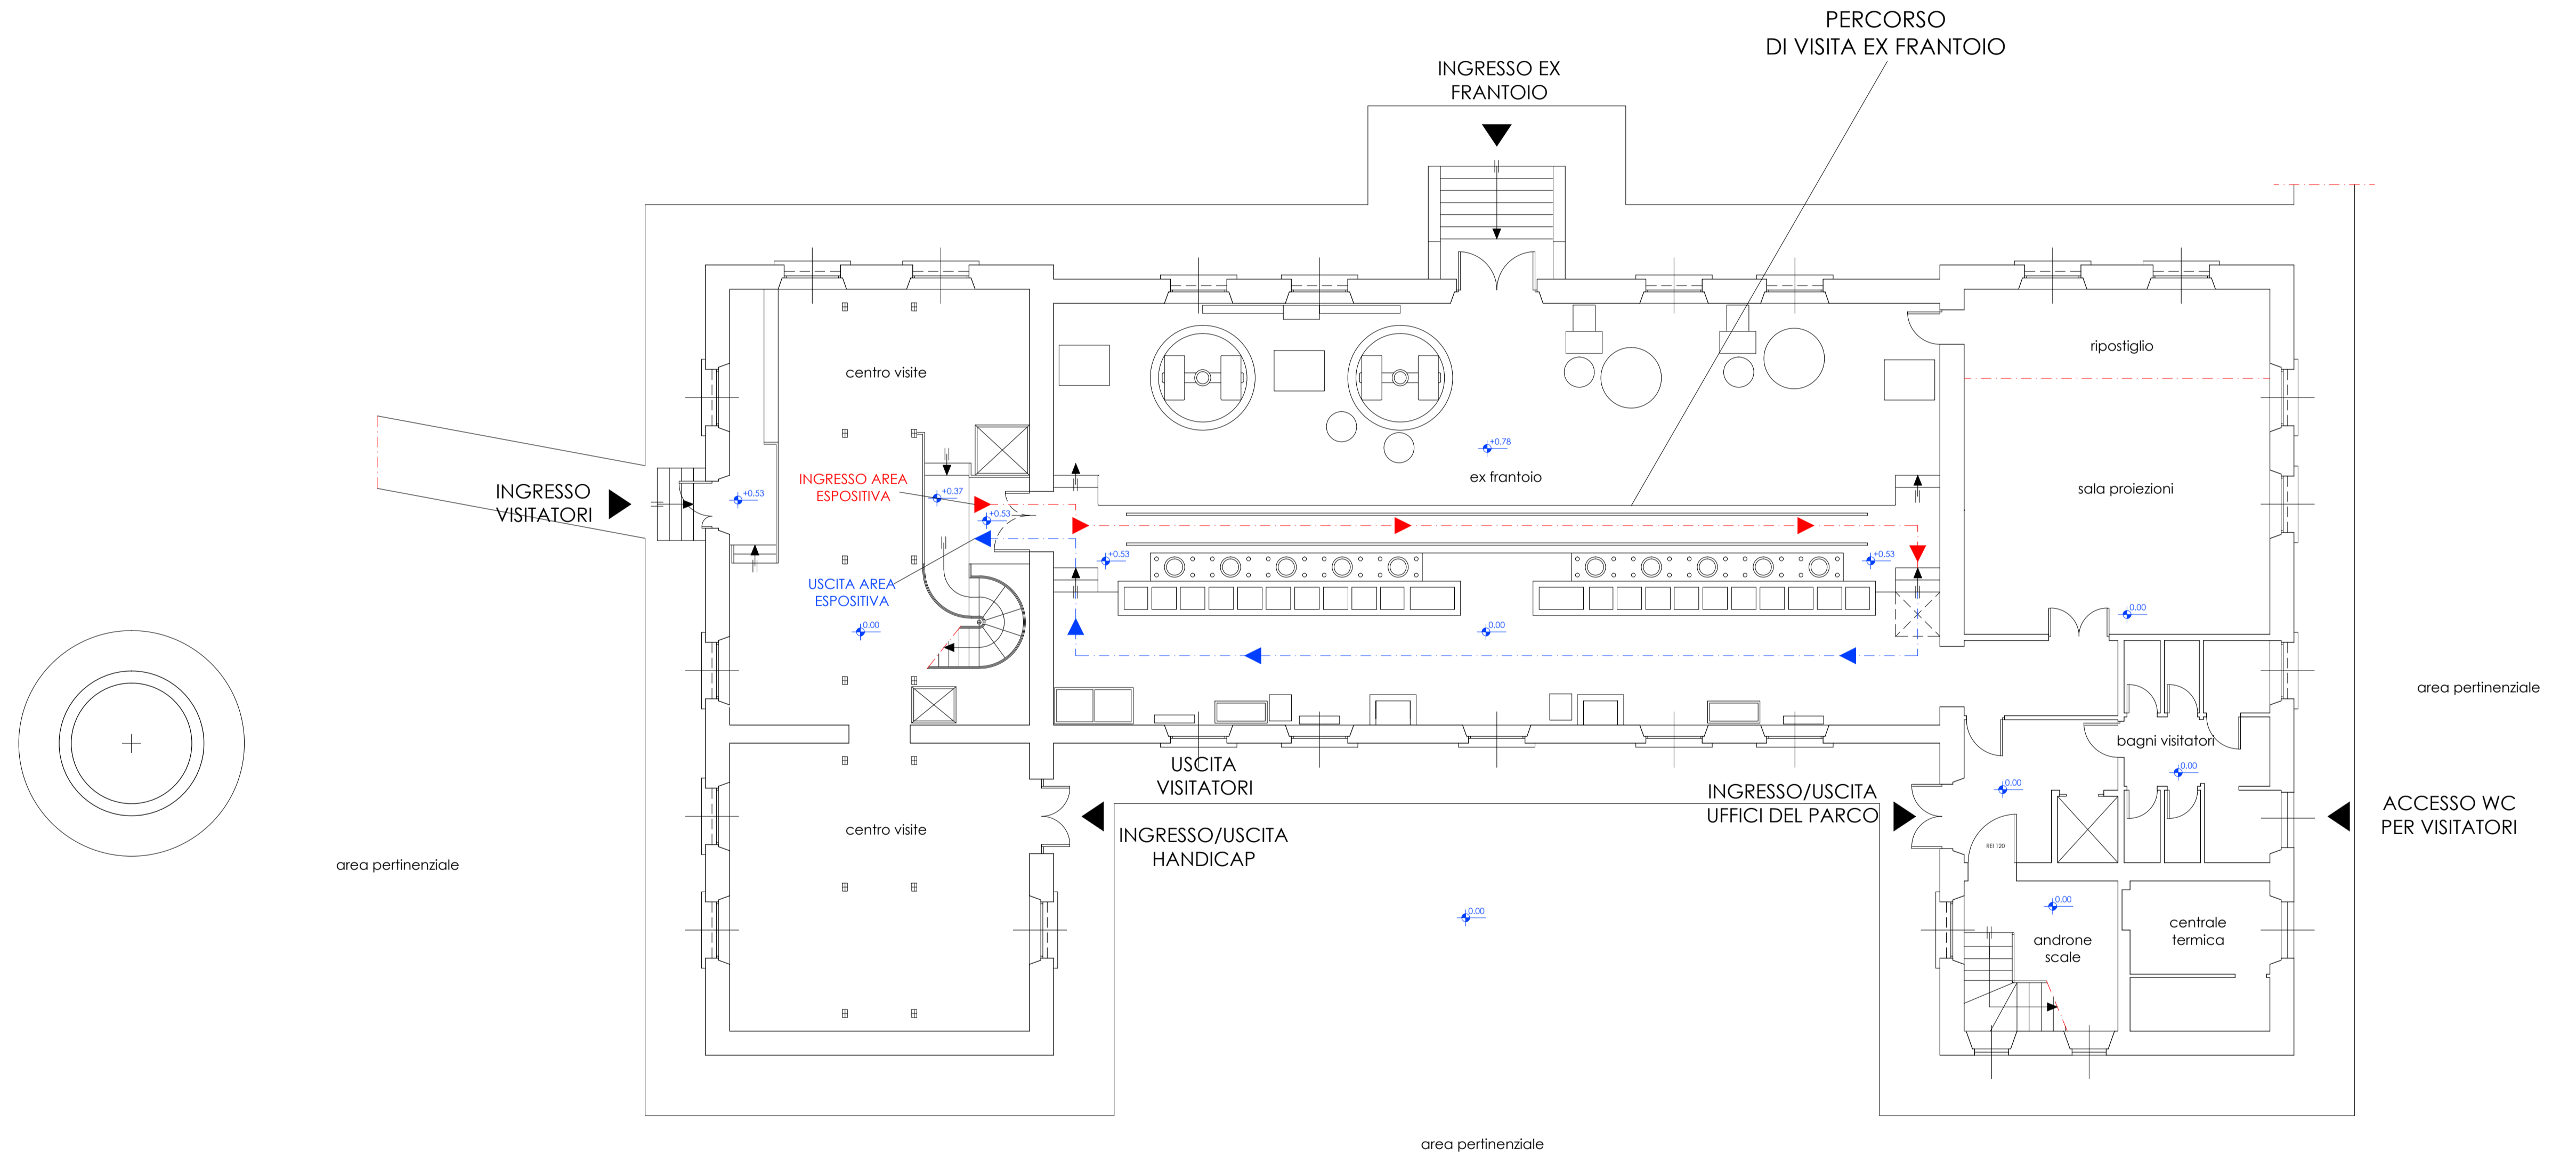 PERCORSO
DI VISITA EX FRANTOIO
INGRESSO EX
FRANTOIO
ripostiglio
centro visite
+0.78
ex frantoio
INGRESSO AREA
ESPOSITIVA
sala proiezioni
INGRESSO
VISITATORI
+0.53
+0.37
+0.53
+0.53
+0.53
USCITA AREA
ESPOSITIVA
0.00
0.00
0.00
area pertinenziale
bagni visitatori
0.00
0.00
USCITA
VISITATORI
INGRESSO/USCITA
UFFICI DEL PARCO
ACCESSO WC
PER VISITATORI
centro visite
INGRESSO/USCITA
HANDICAP
REI 120
area pertinenziale
0.00
0.00
centrale
termica
androne
scale
area pertinenziale